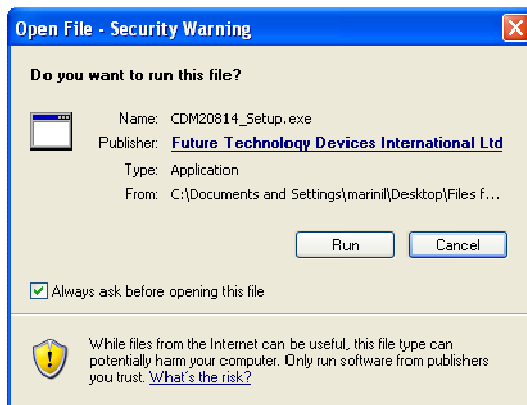 Open File - Security Warning
Do you want to run this file?
Name: CDM20814_Setup.exe
Publisher: Future Technology Devices International Ltd
Type: Application
From: C:\Documents and Settings\marinil\Desktop\Files f...
Run Cancel
Always ask before opening this file
While files from the Internet can be useful, this file type can
potentially harm your computer. Only run software from publishers
you trust. What's the risk?